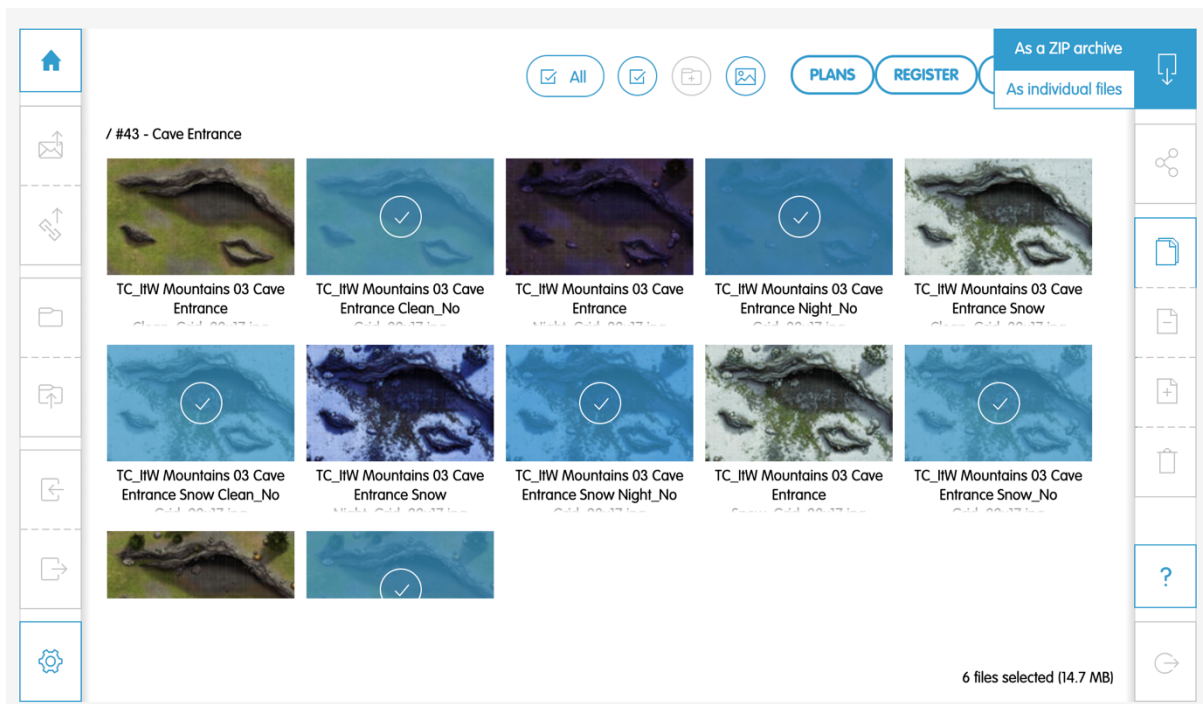 As a ZIP archive
All
PLANS
REGISTER
As individual files
/ #43 - Cave Entrance
TC_ItW Mountains 03 Cave
Entrance
TC_ItW Mountains 03 Cave
Entrance Clean_No
TC_ItW Mountains 03 Cave
Entrance
TC_ItW Mountains 03 Cave
Entrance Night_No
TC_ItW Mountains 03 Cave
Entrance Snow
TC_ItW Mountains 03 Cave
Entrance Snow Clean_No
TC_ItW Mountains 03 Cave
Entrance Snow
TC_ItW Mountains 03 Cave
Entrance Snow Night_No
TC_ItW Mountains 03 Cave
Entrance
TC_ItW Mountains 03 Cave
Entrance Snow_No
?
6 files selected (14.7 MB)